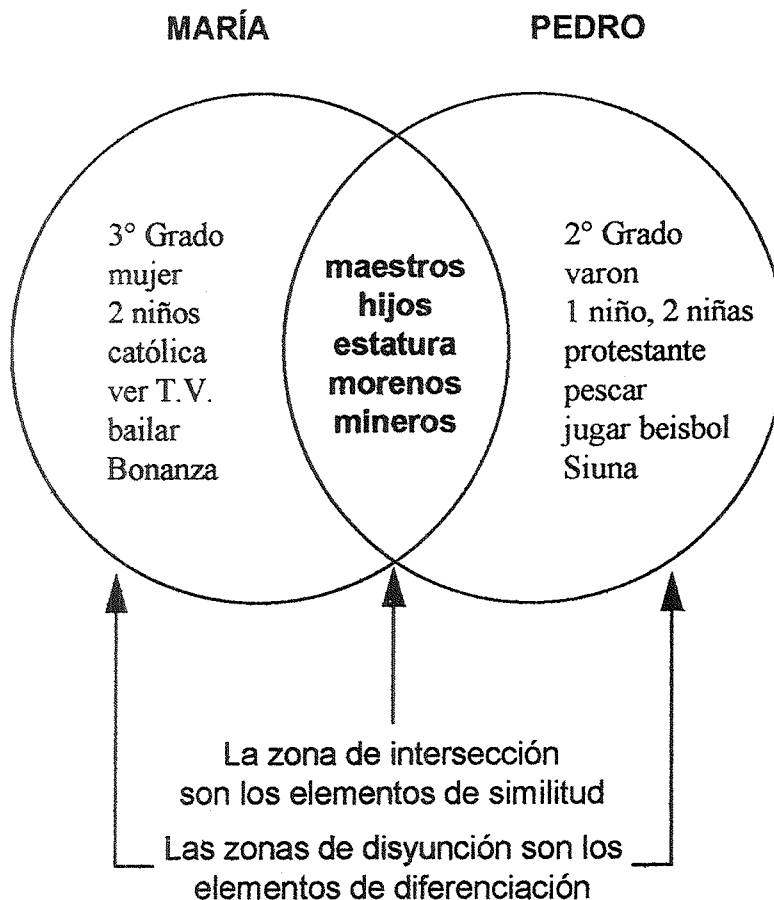 MARÍA
PEDRO
3° Grado
mujer
2 niños
católica
ver T.V.
bailar
Bonanza
maestros
hijos
estatura
morenos
mineros
2° Grado
varon
1 niño, 2 niñas
protestante
pescar
jugar beisbol
Siuna
La zona de intersección
son los elementos de similitud
Las zonas de disyunción son los
elementos de diferenciación